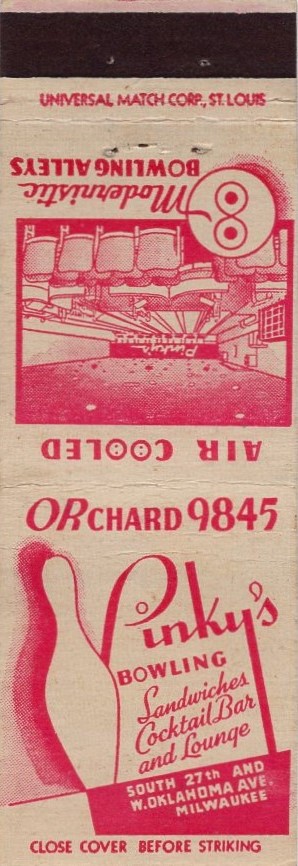 UNIVERSAL MATCH CORP., ST. LOUIS
8 Modernistic
BOWLING ALLEYS
Pinky's
AIR COOLED
ORCHARD 9845
Pinky's
BOWLING
Sandwiches
Cocktail Bar
and Lounge
SOUTH 27th AND
W. OKLAHOMA AVE.
MILWAUKEE
CLOSE COVER BEFORE STRIKING